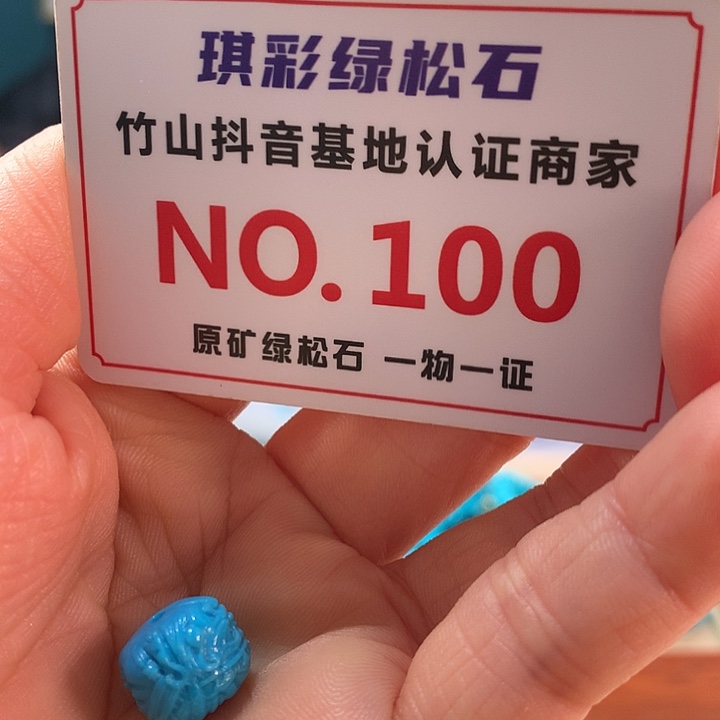 琪彩绿松石
竹山抖音基地认证商家
NO.100
原矿绿松石 一物一证